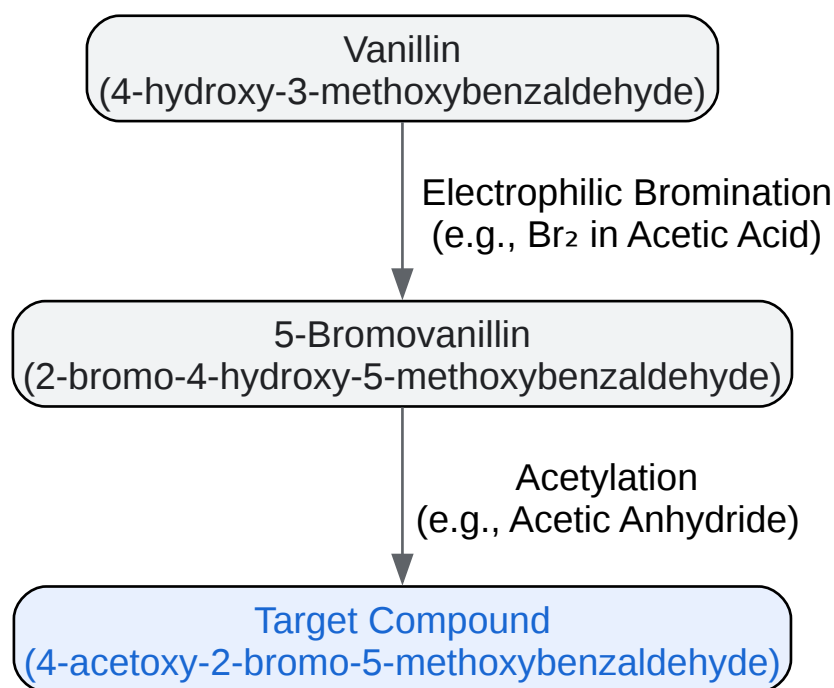 Vanillin
(4-hydroxy-3-methoxybenzaldehyde)
Electrophilic Bromination
(e.g., Br₂ in Acetic Acid)
5-Bromovanillin
(2-bromo-4-hydroxy-5-methoxybenzaldehyde)
Acetylation
(e.g., Acetic Anhydride)
Target Compound
(4-acetoxy-2-bromo-5-methoxybenzaldehyde)